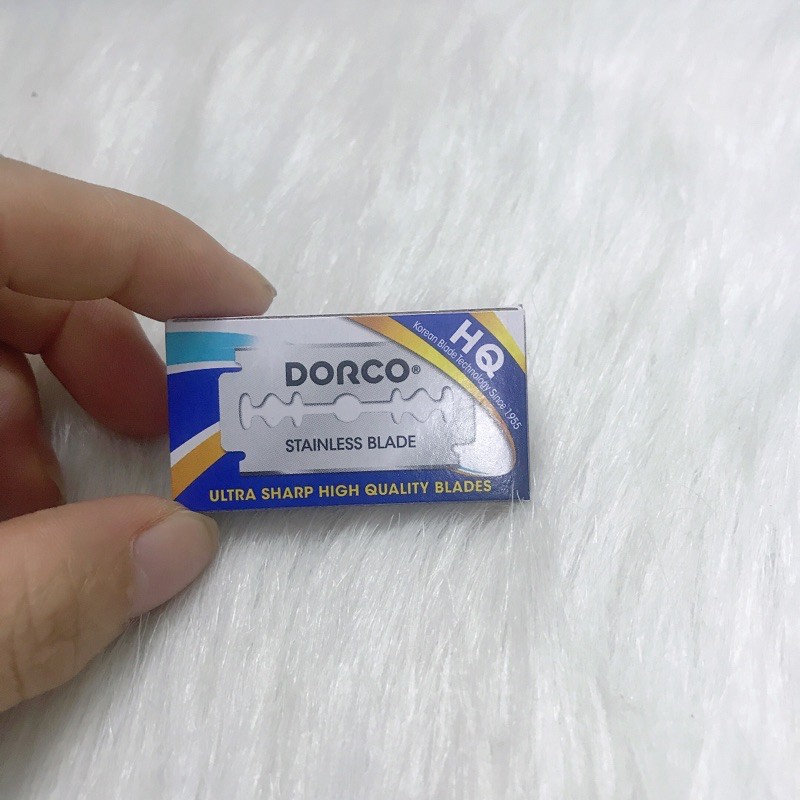 HQ
Korean Blade Technology Since 1955
DORCO®
STAINLESS BLADE
ULTRA SHARP HIGH QUALITY BLADES